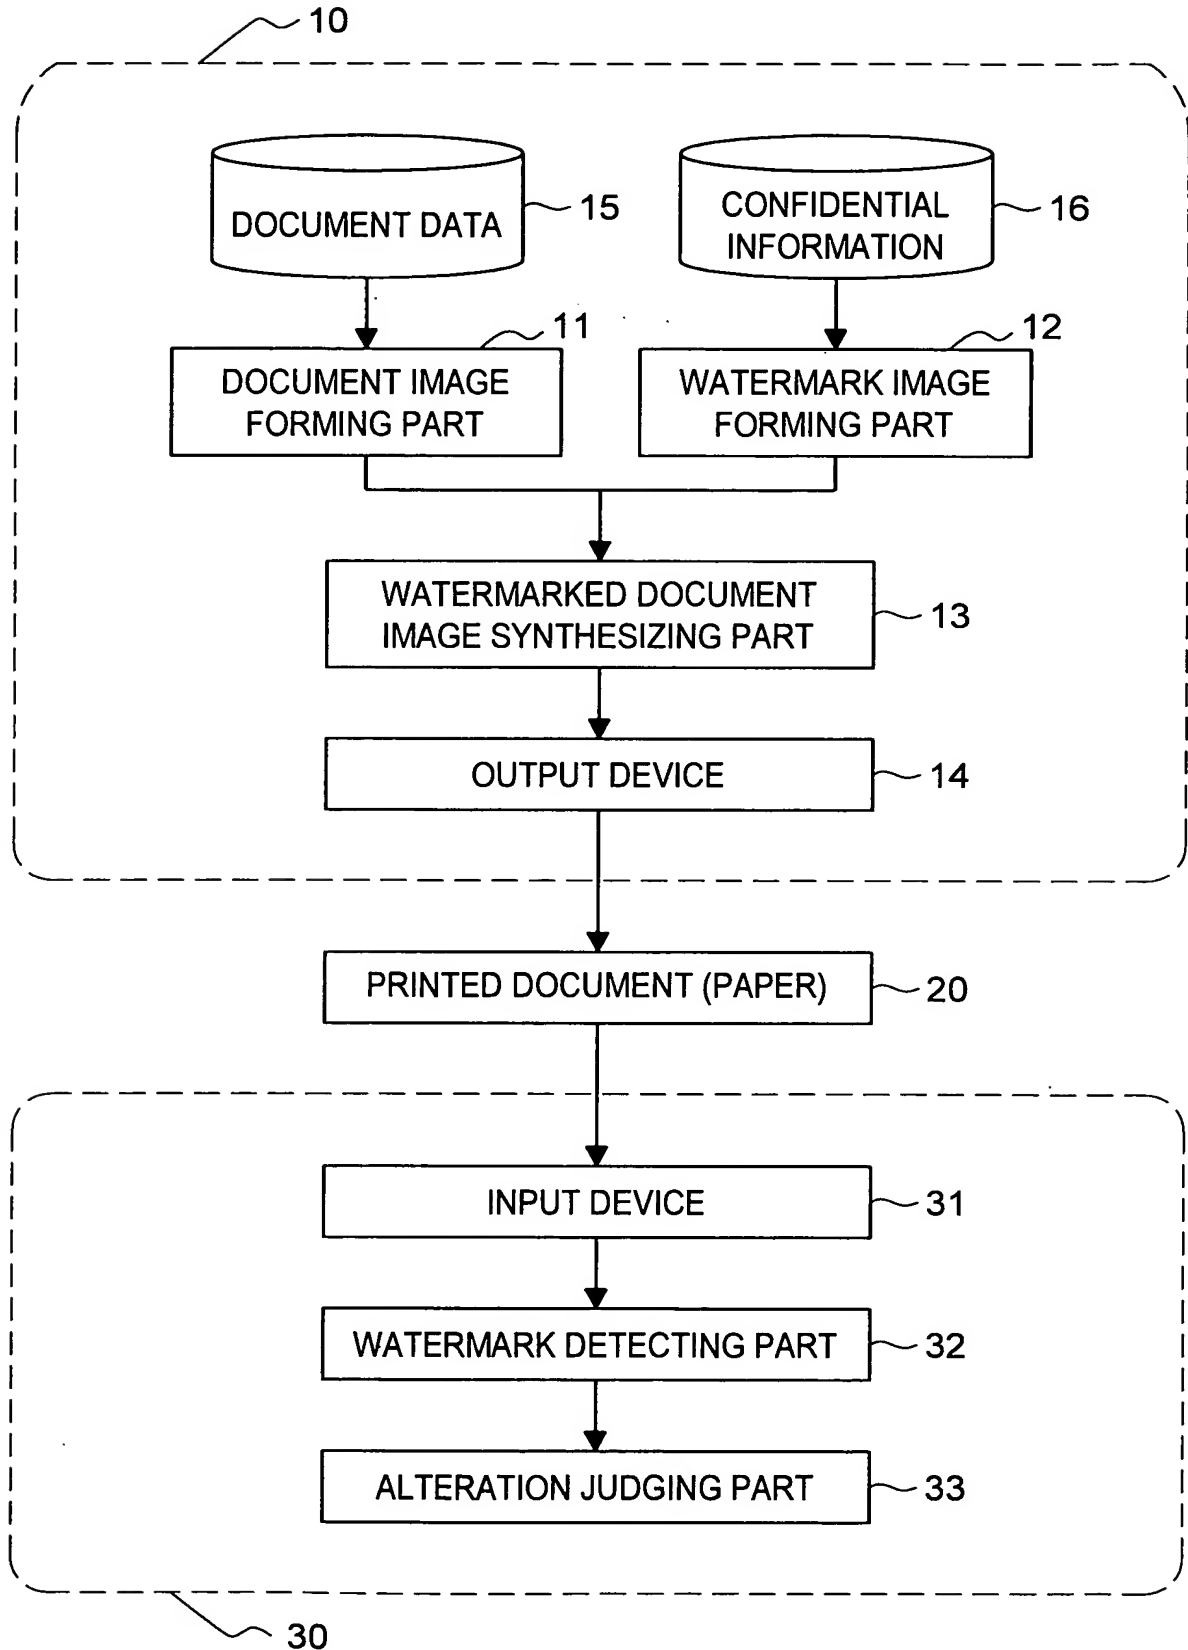 10
DOCUMENT DATA
15
CONFIDENTIAL
INFORMATION
16
11
12
DOCUMENT IMAGE
FORMING PART
WATERMARK IMAGE
FORMING PART
WATERMARKED DOCUMENT
IMAGE SYNTHESIZING PART
13
OUTPUT DEVICE
14
PRINTED DOCUMENT (PAPER)
20
INPUT DEVICE
31
WATERMARK DETECTING PART
32
ALTERATION JUDGING PART
33
30